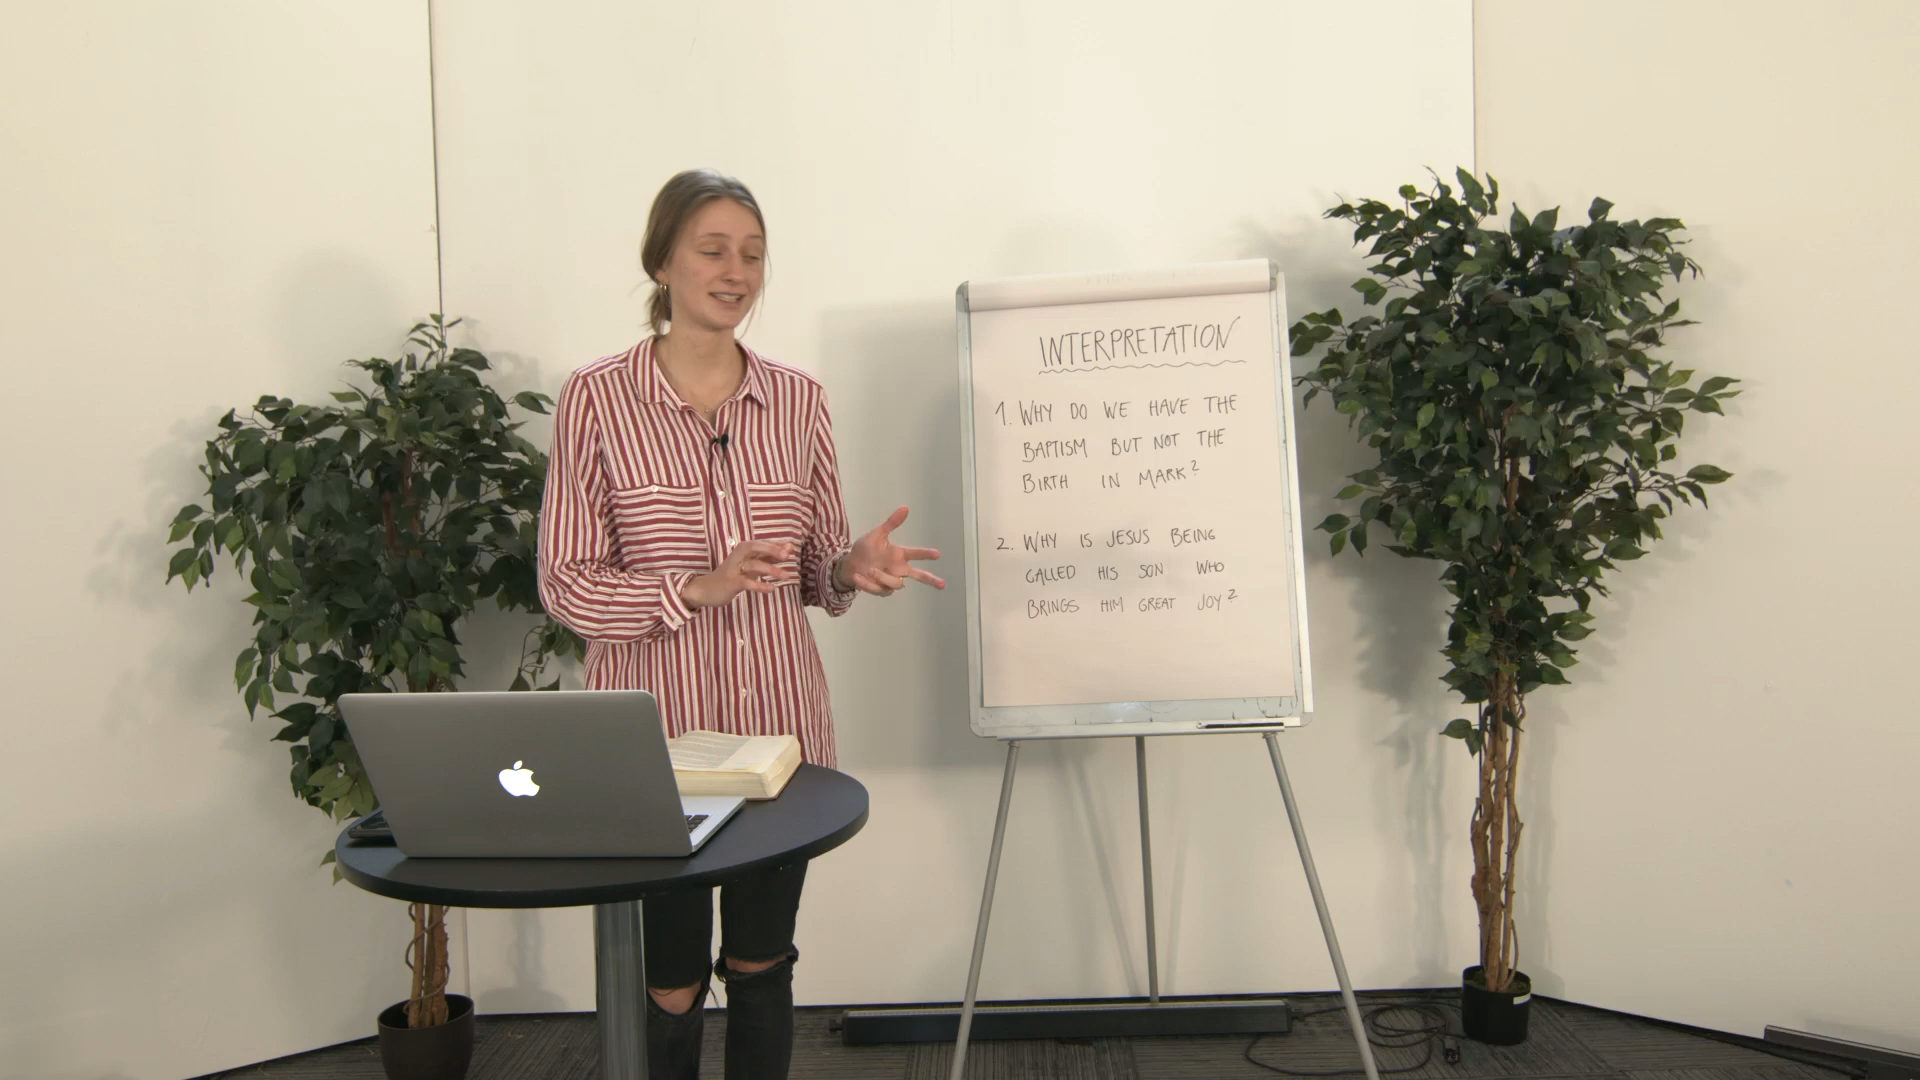 INTERPRETATION
1. WHY DO WE HAVE THE
BAPTISM BUT NOT THE
BIRTH IN MARK?
2. WHY IS JESUS BEING
CALLED HIS SON WHO
BRINGS HIM GREAT JOY?